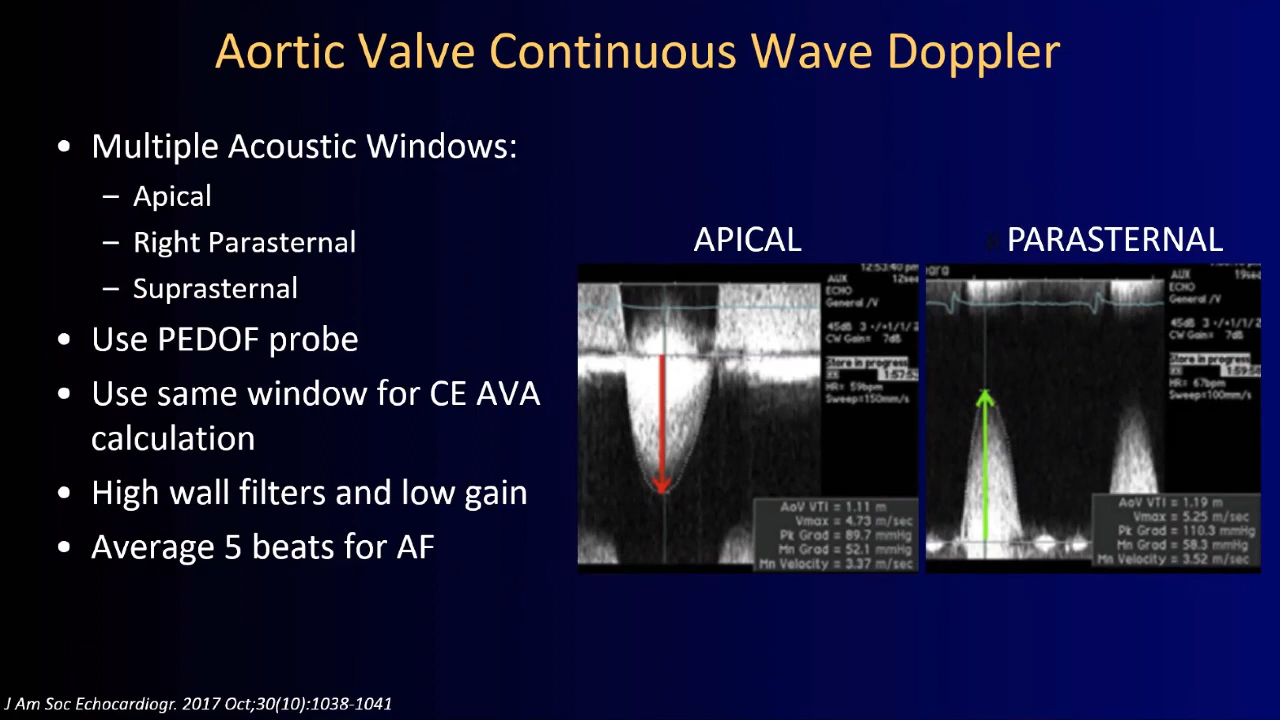 Aortic Valve Continuous Wave Doppler
• Multiple Acoustic Windows:
– Apical
– Right Parasternal
– Suprasternal
• Use PEDOF probe
• Use same window for CE AVA
calculation
• High wall filters and low gain
• Average 5 beats for AF
APICAL
12:53:40 pm
AUX 12sec
ECHO
General /V
45dB 3 ·/+1/1/2
CW Gain= 7dB
Store in progress
HR= 59bpm
Sweep=150mm/s
AoV VTI = 1.11 m
Vmax = 4.73 m/sec
Pk Grad = 89.7 mmHg
Mn Grad = 52.1 mmHg
Mn Velocity = 3.37 m/sec
PARASTERNAL
AUX 19sec
ECHO
General /V
45dB 3 ·/+1/1/2
CW Gain= 7dB
Store in progress
HR= 67bpm
Sweep=100mm/s
AoV VTI = 1.19 m
Vmax = 5.25 m/sec
Pk Grad = 110.3 mmHg
Mn Grad = 58.3 mmHg
Mn Velocity = 3.52 m/sec
J Am Soc Echocardiogr. 2017 Oct;30(10):1038-1041